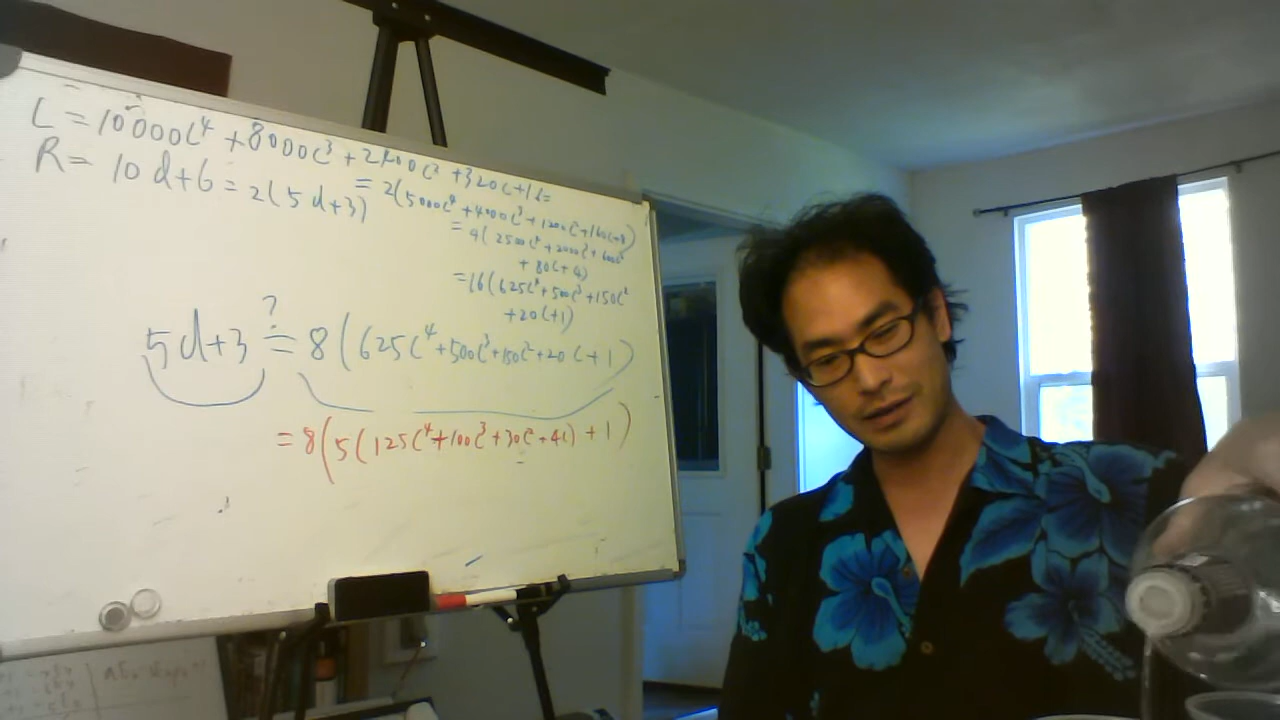 L = 10000C⁴ + 8000C³ + 2400C² + 320C + 16 =
R = 10d+6 = 2(5d+3)
= 2(5000C⁴ + 4000C³ + 1200C² + 160C + 8)
= 4(2500C⁴ + 2000C³ + 600C²
+ 80C + 4)
= 16(625C⁴ + 500C³ + 150C²
+ 20C + 1)
?
5d+3 = 8(625C⁴ + 500C³ + 150C² + 20C + 1)
= 8(5(125C⁴ + 100C³ + 30C² + 4C) + 1)